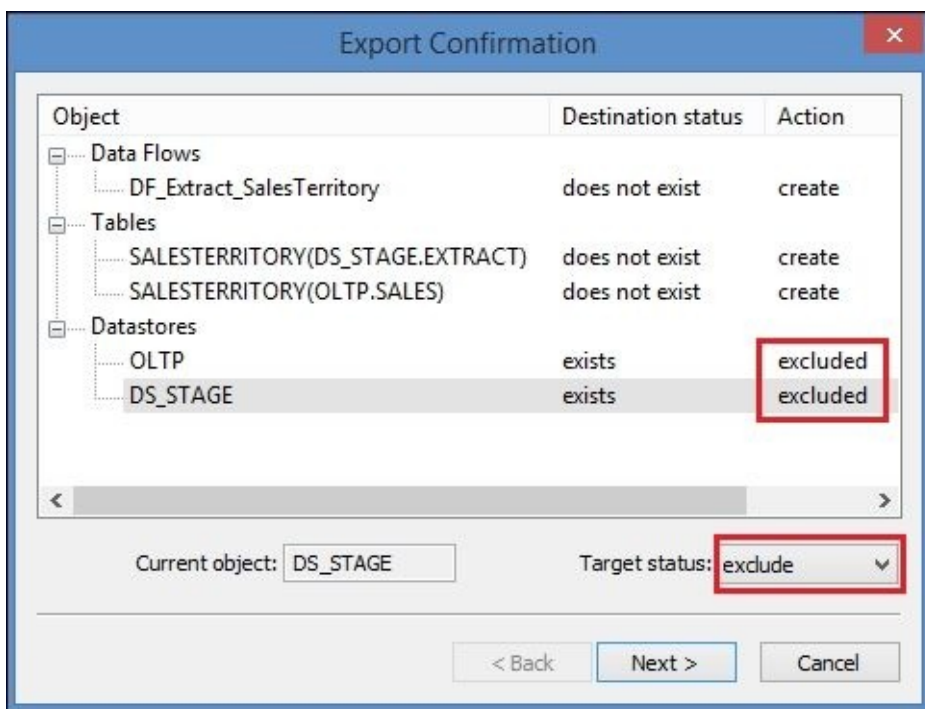 Export Confirmation
Object Destination status Action
Data Flows
DF_Extract_SalesTerritory does not exist create
Tables
SALESTERRITORY(DS_STAGE.EXTRACT) does not exist create
SALESTERRITORY(OLTP.SALES) does not exist create
Datastores
OLTP exists excluded
DS_STAGE exists excluded
Current object: DS_STAGE Target status: exclude
< Back Next > Cancel